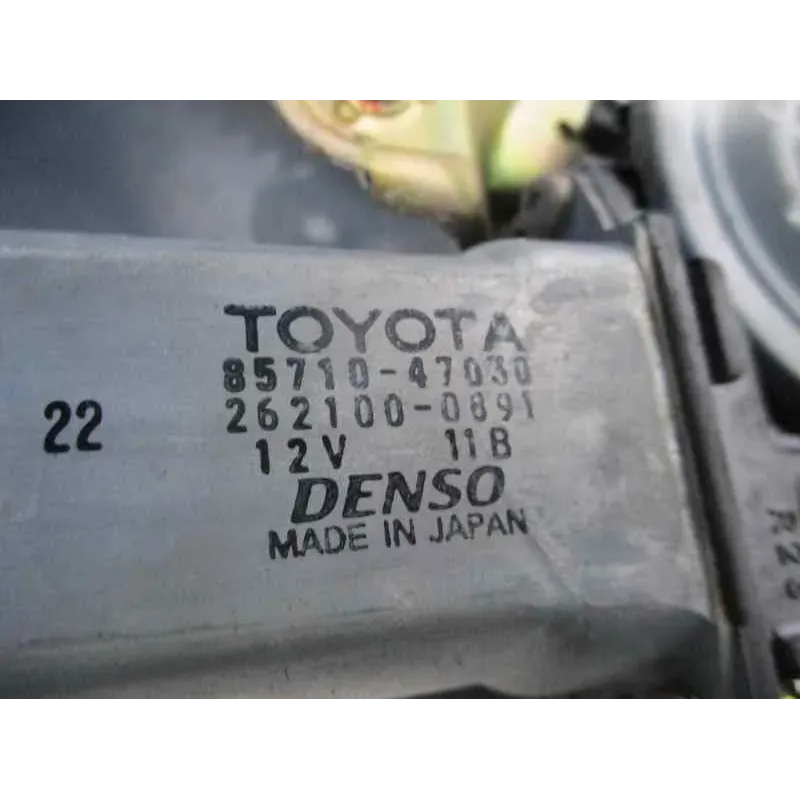 TOYOTA
85710-47030
262100-0891
22
12V 11B
DENSO
MADE IN JAPAN